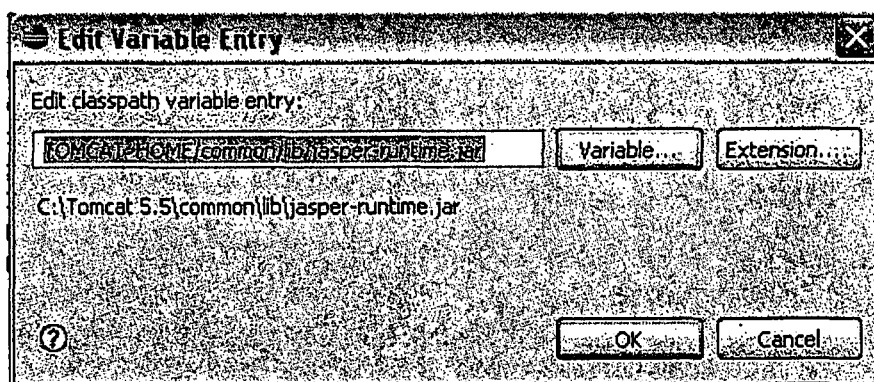 Edit Variable Entry
Edit classpath variable entry:
TOMCAT_HOME/common/lib/jasper-runtime.jar
Variable...
Extension...
C:\Tomcat 5.5\common\lib\jasper-runtime.jar
OK
Cancel